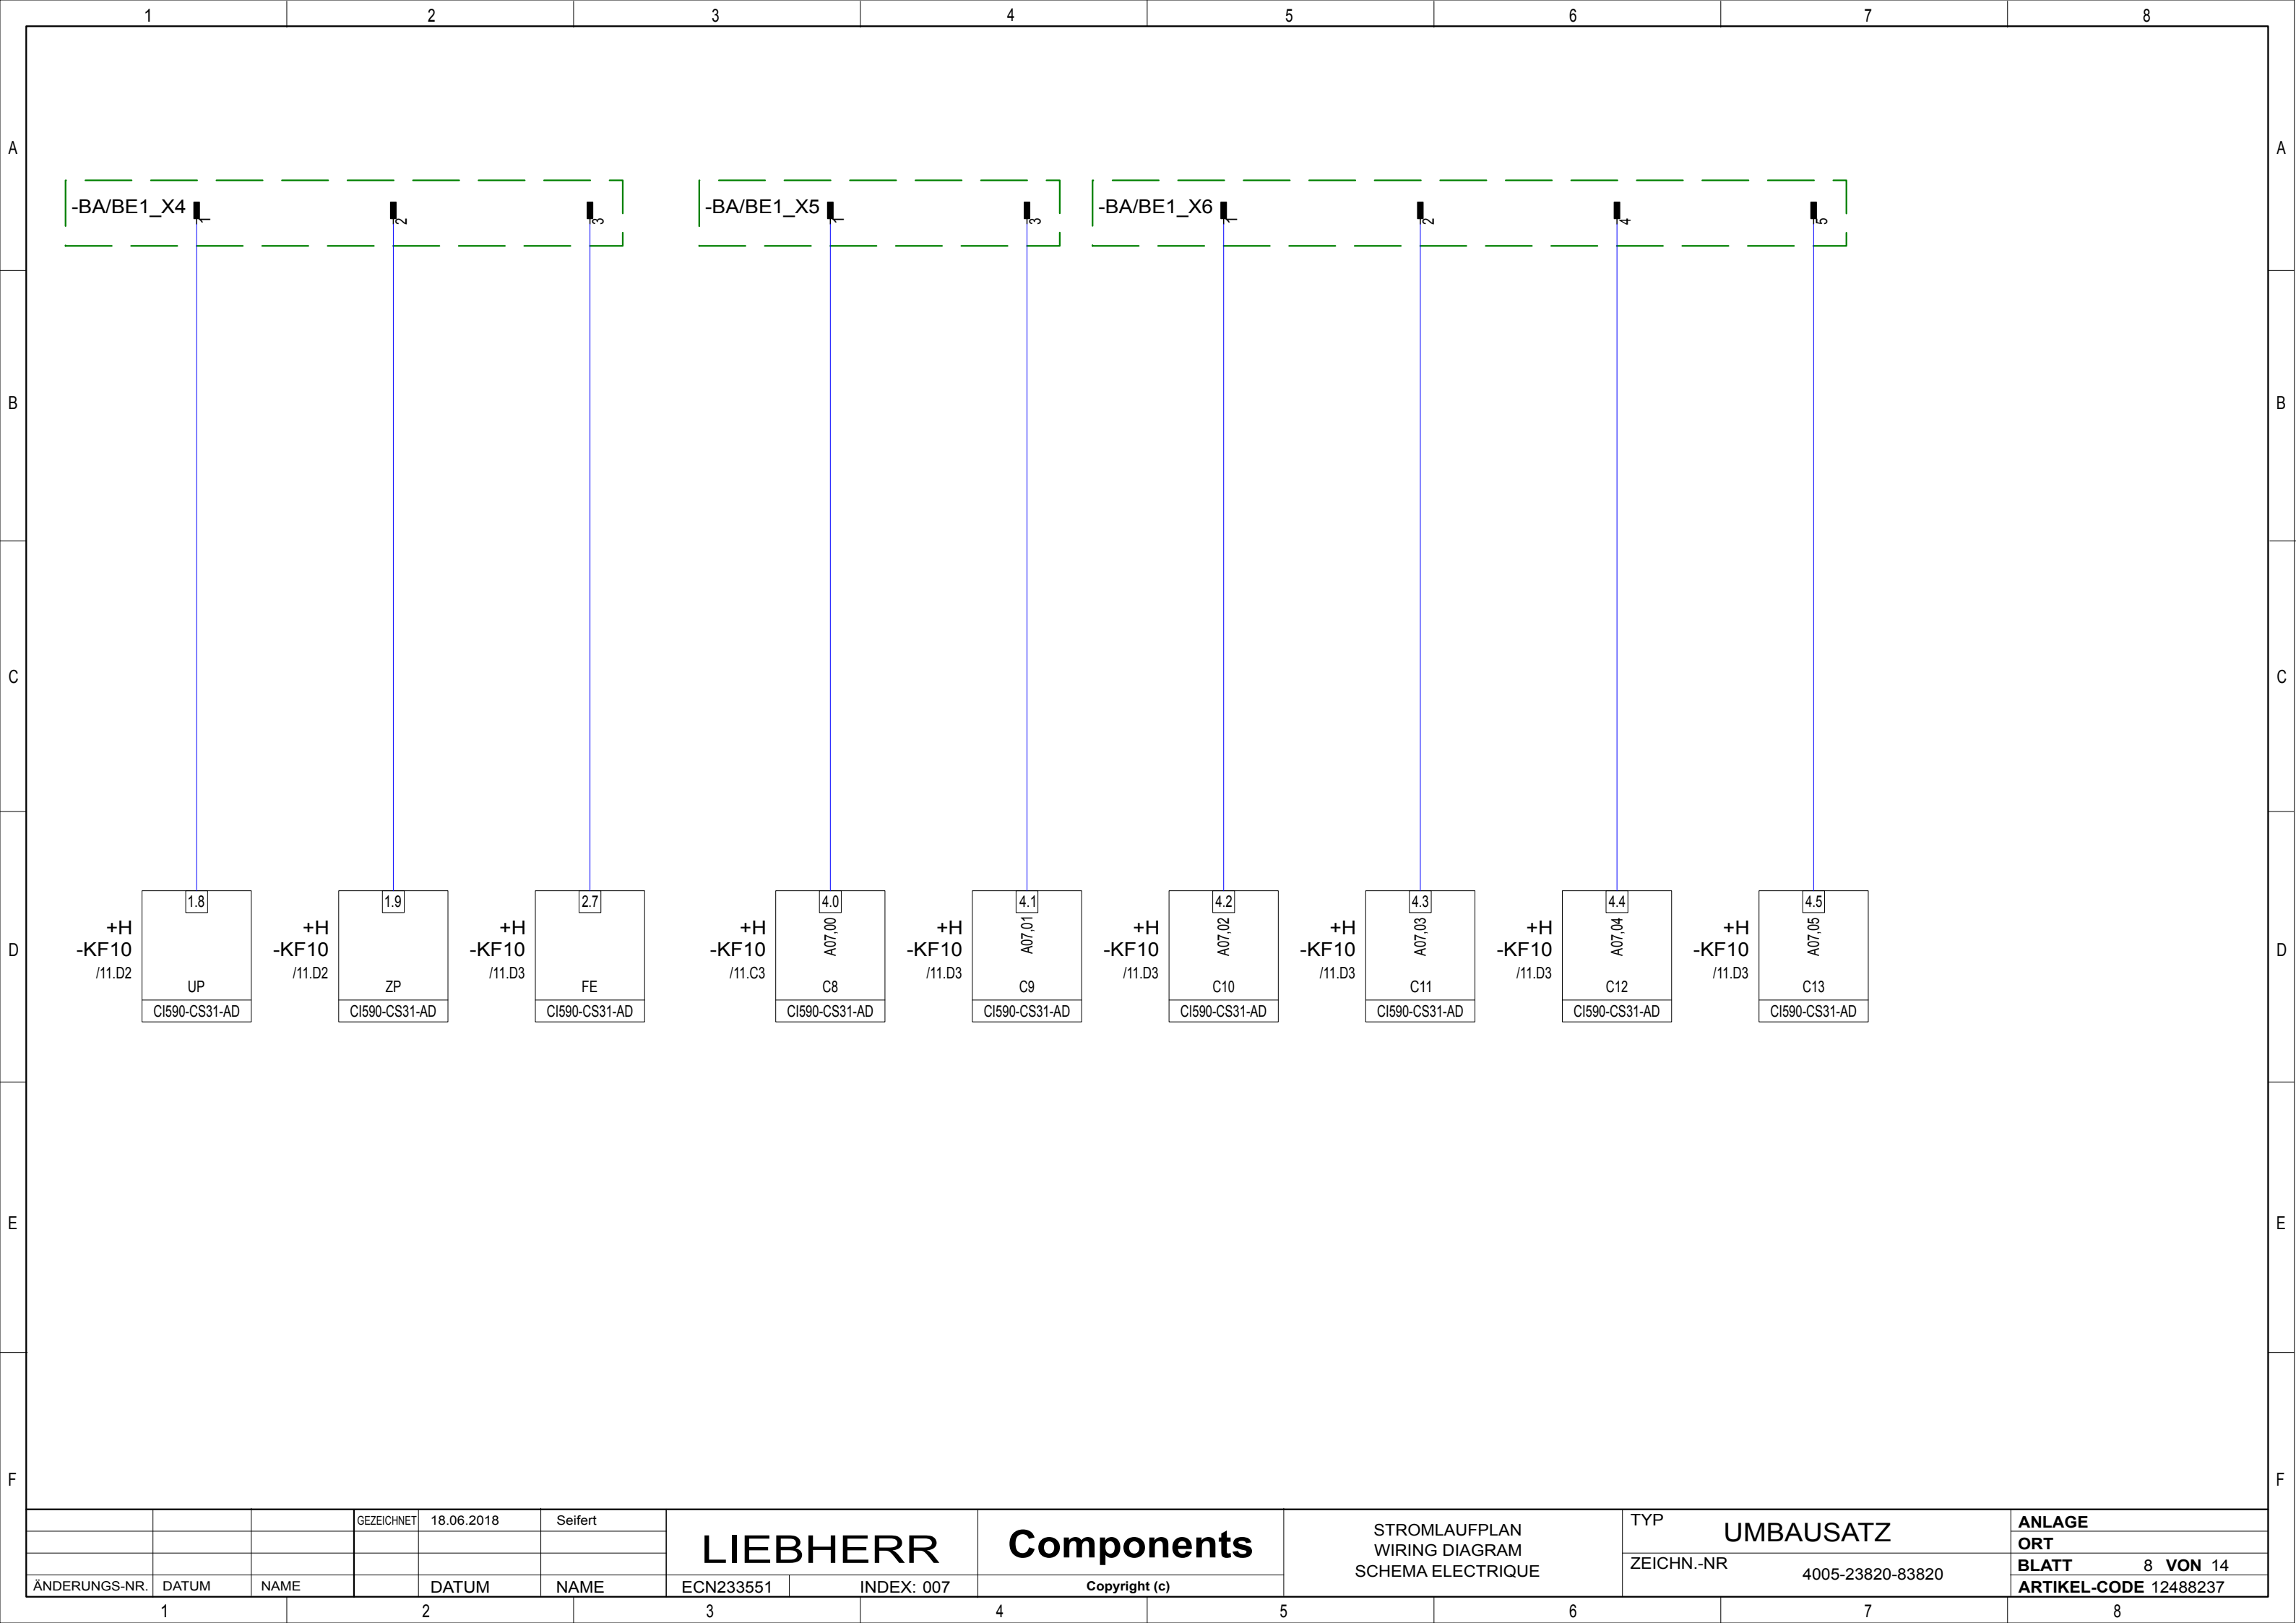 1 2 3 4 5 6 7 8
A A
-BA/BE1_X4 1 2 3 -BA/BE1_X5 1 3 -BA/BE1_X6 1 2 4 5
B B
C C
1.8 1.9 2.7 4.0 4.1 4.2 4.3 4.4 4.5
A07,00 A07,01 A07,02 A07,03 A07,04 A07,05
+H +H +H +H +H +H +H +H +H
D -KF10 -KF10 -KF10 -KF10 -KF10 -KF10 -KF10 -KF10 -KF10 D
/11.D2 /11.D2 /11.D3 /11.C3 /11.D3 /11.D3 /11.D3 /11.D3 /11.D3
UP ZP FE C8 C9 C10 C11 C12 C13
CI590-CS31-AD CI590-CS31-AD CI590-CS31-AD CI590-CS31-AD CI590-CS31-AD CI590-CS31-AD CI590-CS31-AD CI590-CS31-AD CI590-CS31-AD
E E
F F
GEZEICHNET 18.06.2018 Seifert
ÄNDERUNGS-NR. DATUM NAME DATUM NAME
LIEBHERR
ECN233551 INDEX: 007
Components
Copyright (c)
STROMLAUFPLAN
WIRING DIAGRAM
SCHEMA ELECTRIQUE
TYP UMBAUSATZ
ZEICHN.-NR 4005-23820-83820
ANLAGE
ORT
BLATT 8 VON 14
ARTIKEL-CODE 12488237
1 2 3 4 5 6 7 8